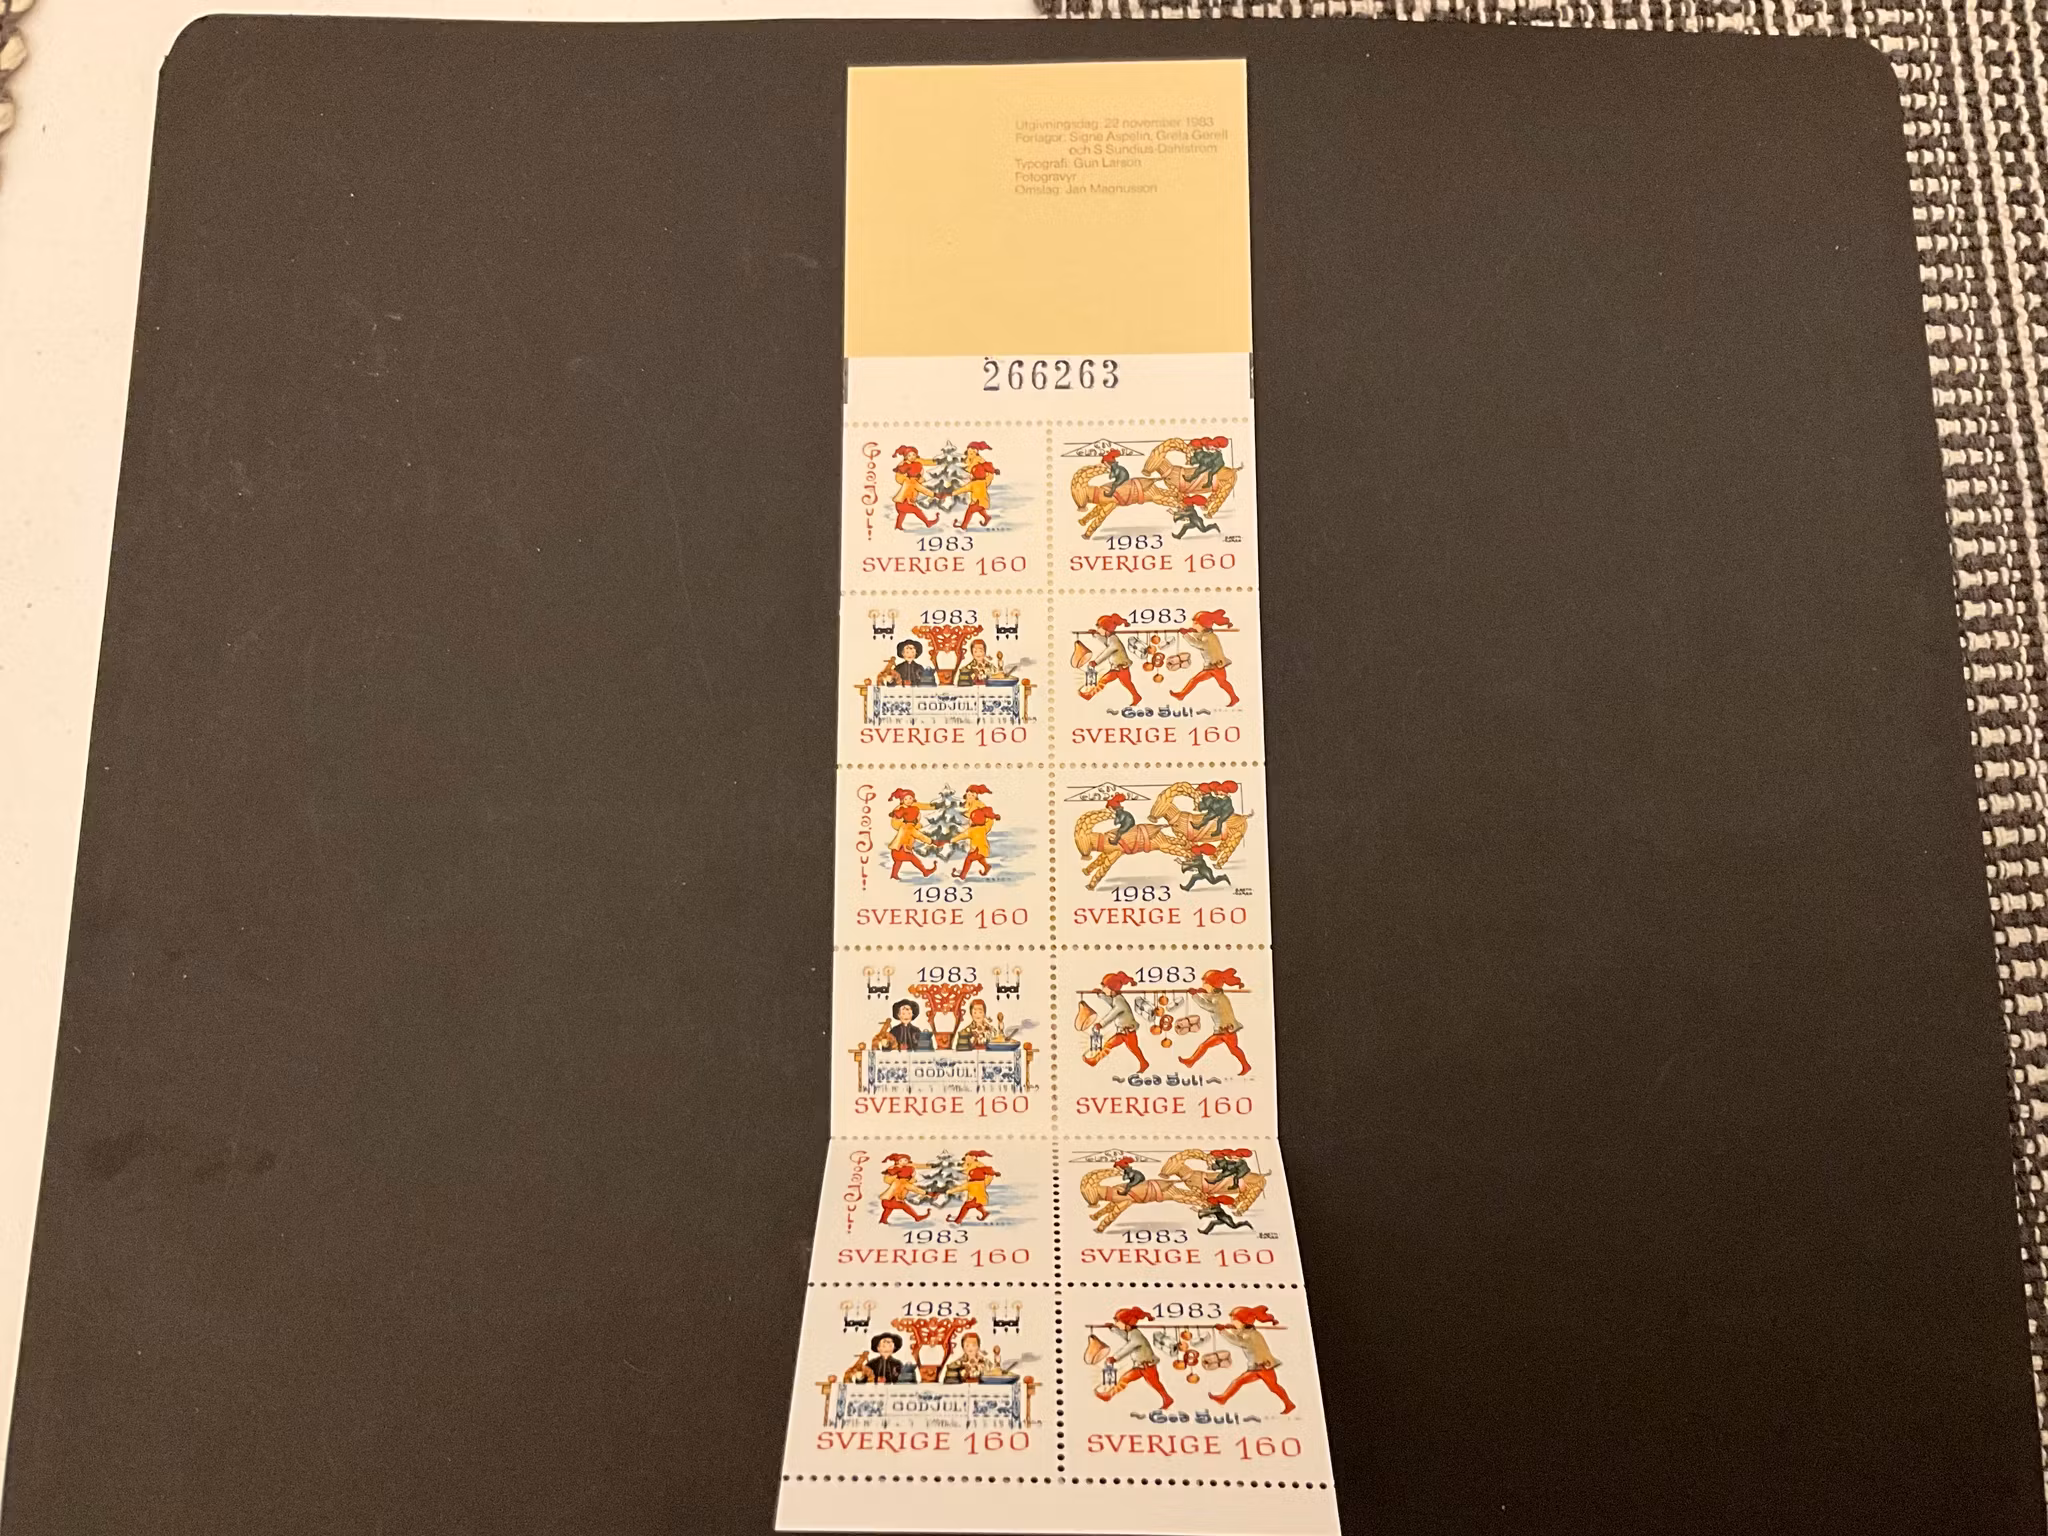 Utgivningsdag: 22 november 1983
Förlagor: Signe Aspelin, Greta Gerell
och S Sundius-Dahlström
Typografi: Gun Larson
Fotogravyr
Omslag: Jan Magnusson
266263
God Jul!
1983
SVERIGE 160
1983
SVERIGE 160
1983
GOD JUL!
SVERIGE 160
1983
~God Jul!~
SVERIGE 160
God Jul!
1983
SVERIGE 160
1983
SVERIGE 160
1983
GOD JUL!
SVERIGE 160
1983
~God Jul!~
SVERIGE 160
God Jul!
1983
SVERIGE 160
1983
SVERIGE 160
1983
GOD JUL!
SVERIGE 160
1983
~God Jul!~
SVERIGE 160